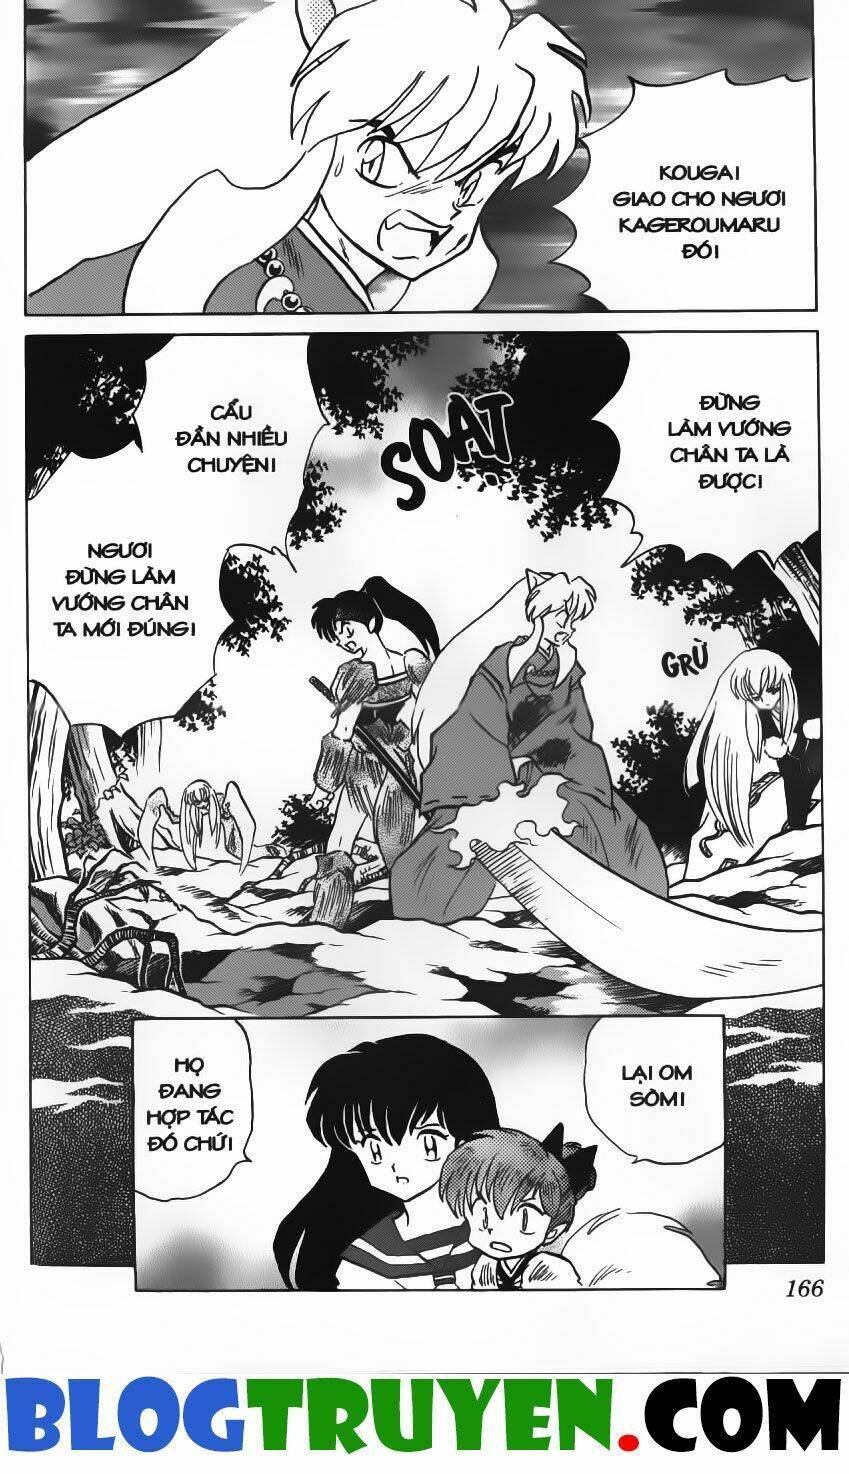 KOUGA!
GIAO CHO NGƯƠI
KAGEROUMARU
ĐÓ!
ĐỪNG
LÀM VƯỚNG
CHÂN TA LÀ
ĐƯỢC!
SOẠT
CẨU
ĐẦN NHIỀU
CHUYỆN!
NGƯƠI
ĐỪNG LÀM
VƯỚNG CHÂN
TA MỚI ĐÚNG!
GRỪ
LẠI OM
SÒM!
HỌ
ĐANG
HỢP TÁC
ĐÓ CHỨ!
166
BLOGTRUYEN.COM